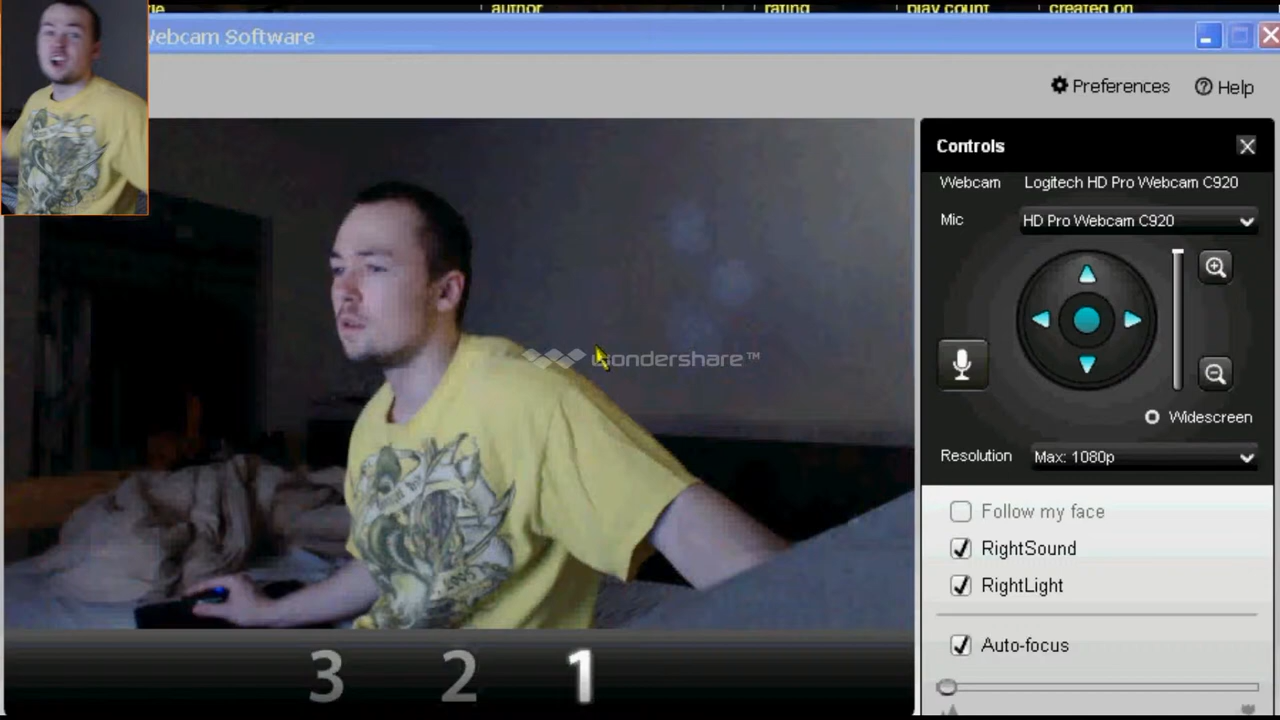 author
rating
play count
created on
Webcam Software
Preferences
Help
Controls
Webcam Logitech HD Pro Webcam C920
Mic HD Pro Webcam C920
wondershare™
Widescreen
Resolution Max: 1080p
Follow my face
RightSound
RightLight
Auto-focus
3 2 1